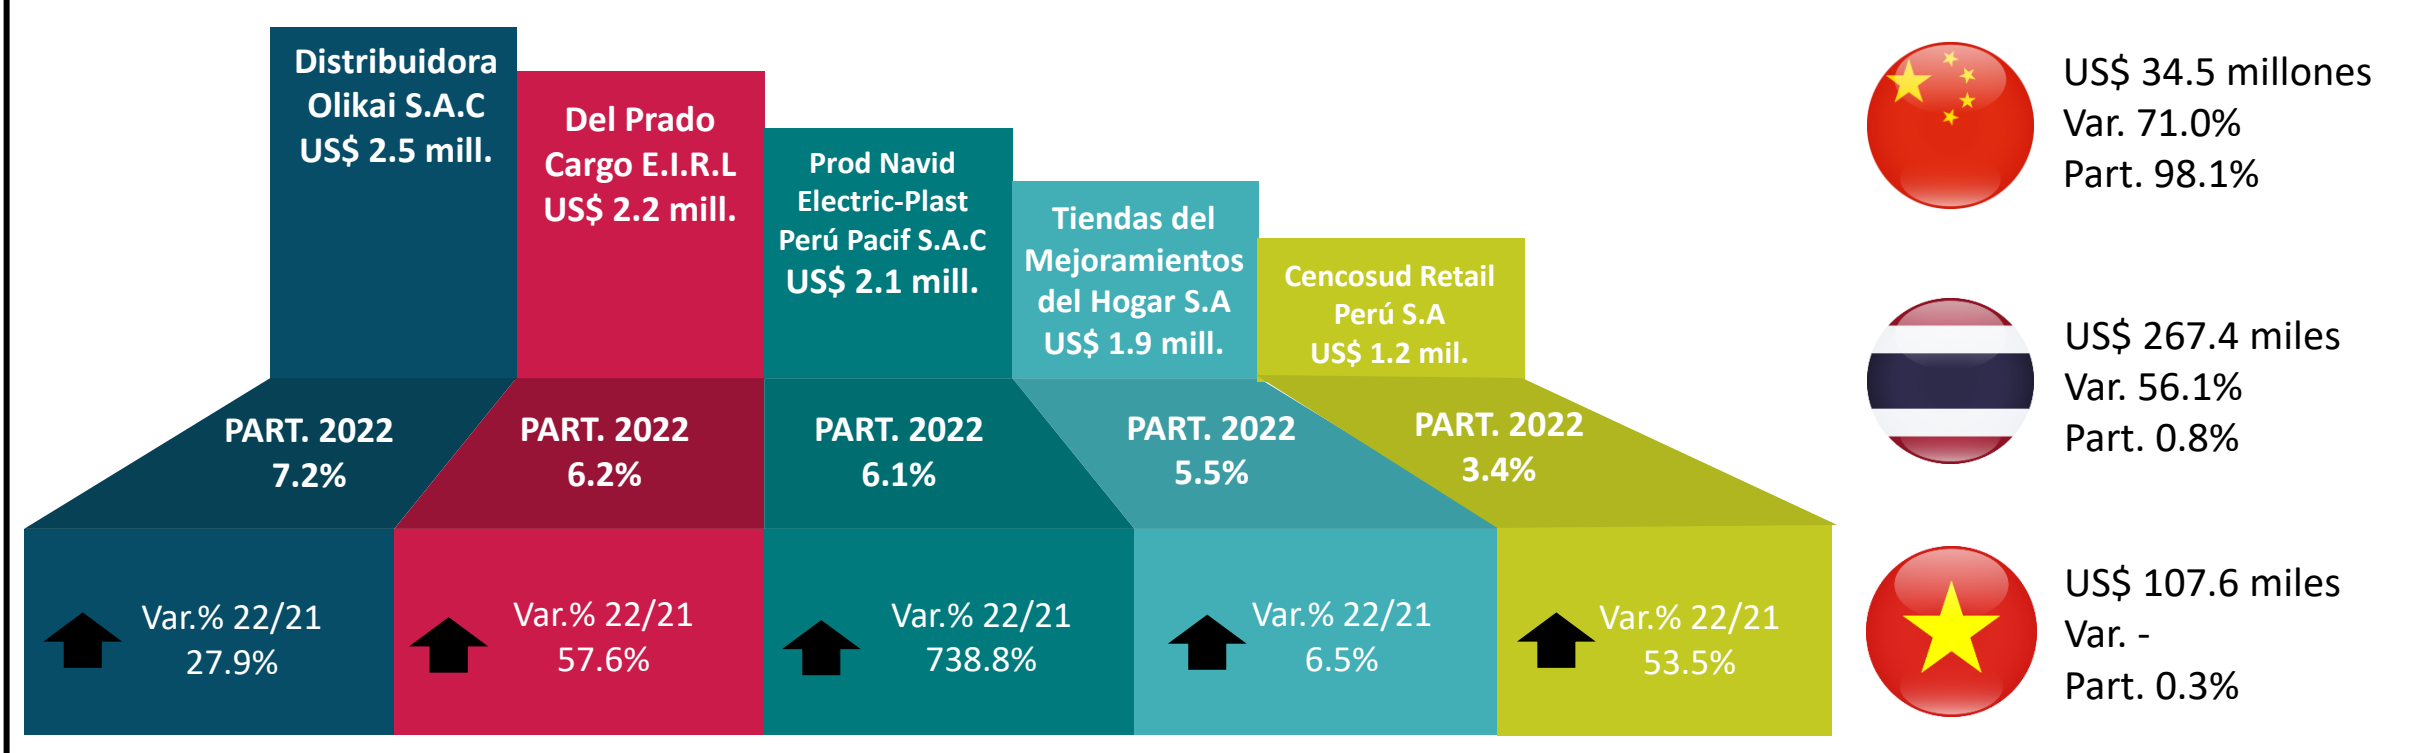 Distribuidora
Olikai S.A.C
US$ 2.5 mill.
Del Prado
Cargo E.I.R.L
US$ 2.2 mill.
Prod Navid
Electric-Plast
Perú Pacif S.A.C
US$ 2.1 mill.
Tiendas del
Mejoramientos
del Hogar S.A
US$ 1.9 mill.
Cencosud Retail
Perú S.A
US$ 1.2 mil.
PART. 2022
7.2%
PART. 2022
6.2%
PART. 2022
6.1%
PART. 2022
5.5%
PART. 2022
3.4%
Var.% 22/21
27.9%
Var.% 22/21
57.6%
Var.% 22/21
738.8%
Var.% 22/21
6.5%
Var.% 22/21
53.5%
US$ 34.5 millones
Var. 71.0%
Part. 98.1%
US$ 267.4 miles
Var. 56.1%
Part. 0.8%
US$ 107.6 miles
Var. -
Part. 0.3%